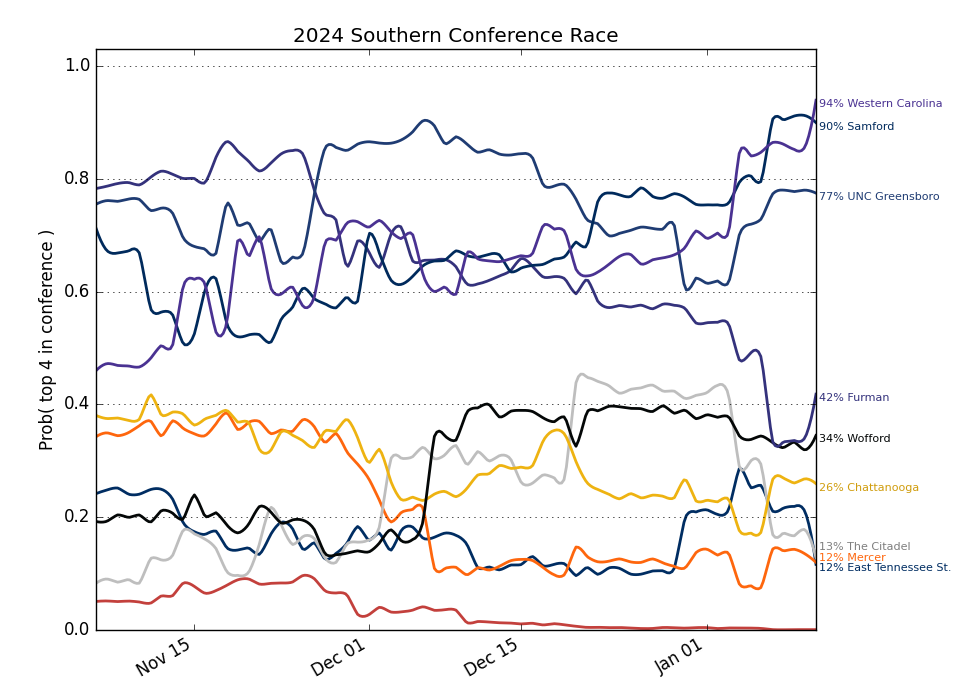 2024 Southern Conference Race
Prob( top 4 in conference )
1.0
0.8
0.6
0.4
0.2
0.0
Nov 15
Dec 01
Dec 15
Jan 01
94% Western Carolina
90% Samford
77% UNC Greensboro
42% Furman
34% Wofford
26% Chattanooga
13% The Citadel
12% Mercer
12% East Tennessee St.